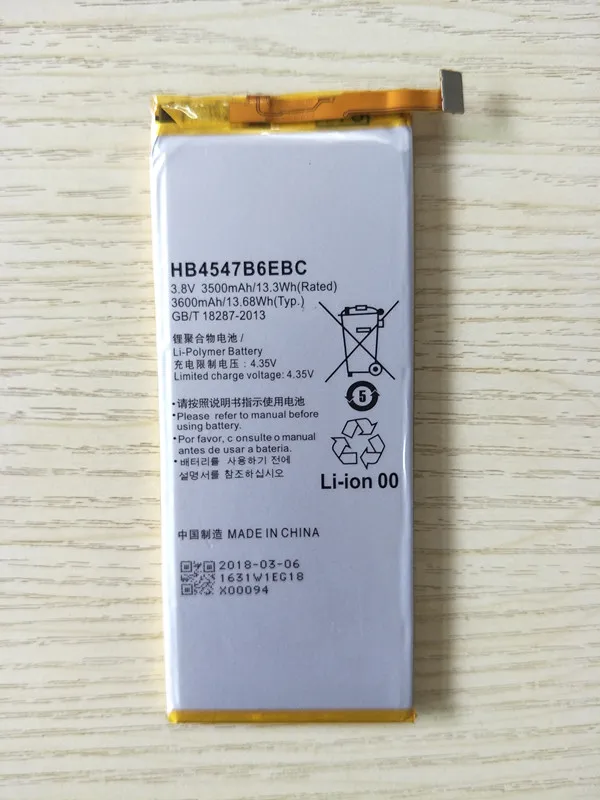 HB4547B6EBC
3.8V 3500mAh/13.3Wh(Rated)
3600mAh/13.68Wh(Typ.)
GB/T 18287-2013
锂聚合物电池/
Li-Polymer Battery
充电限制电压:4.35V
Limited charge voltage: 4.35V
5
•请按照说明书指示使用电池
•Please refer to manual before
using battery.
•Por favor, c onsulte o manual
antes de usar a bateria.
•배터리를 사용하기 전에
설명서를 참조하십시오
Li-ion 00
中国制造 MADE IN CHINA
2018-03-06
1631W1EG18
X00094